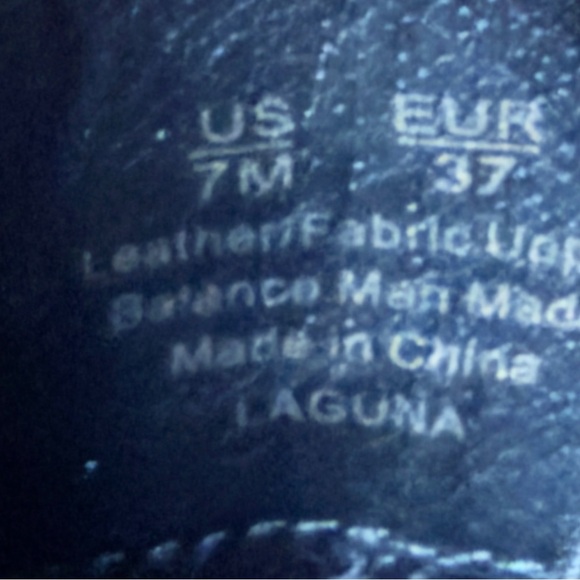 US EUR
7M 37
Leather/Fabric Upp
Balance Man Mad
Made in China
LAGUNA